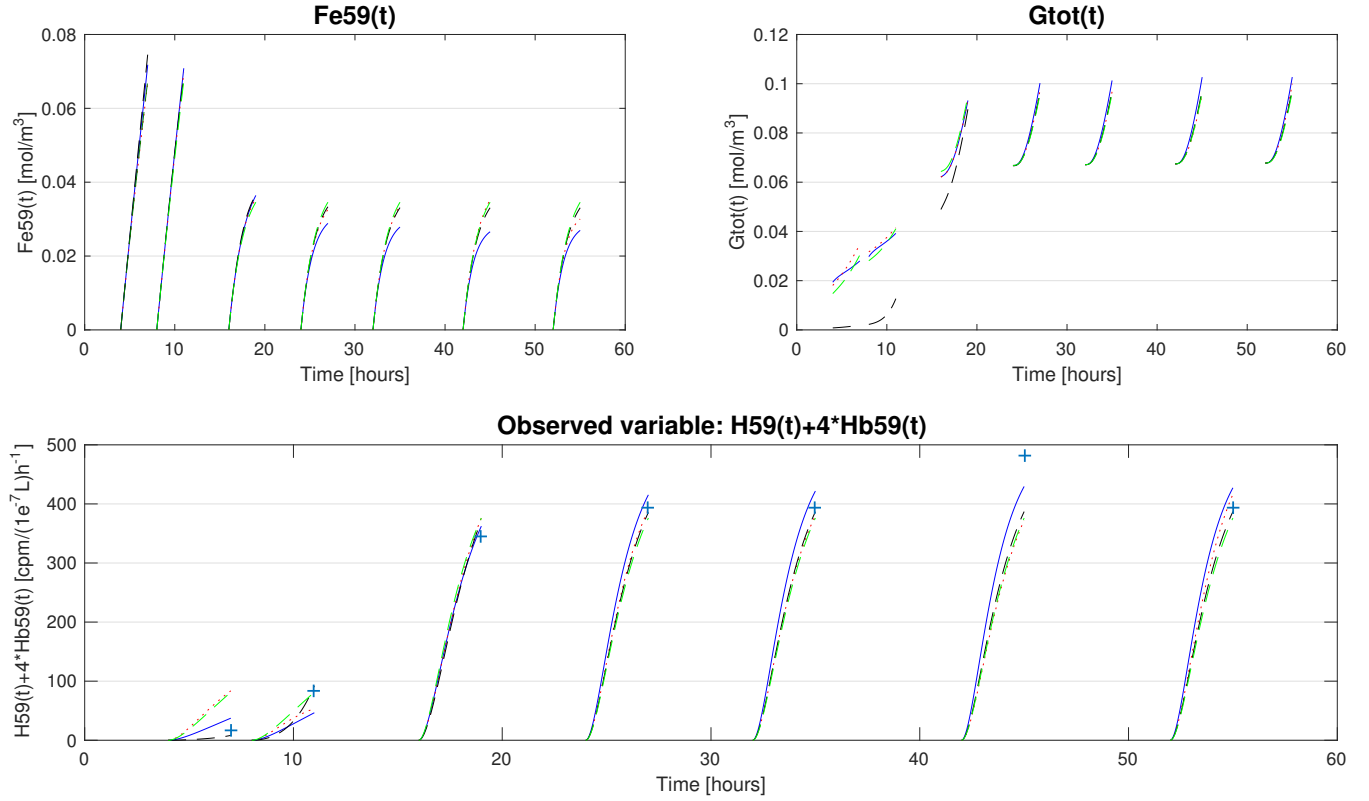 Fe59(t)
Fe59(t) [mol/m³]
0.08
0.06
0.04
0.02
0
0 10 20 30 40 50 60
Time [hours]
Gtot(t)
Gtot(t) [mol/m³]
0.12
0.1
0.08
0.06
0.04
0.02
0
0 10 20 30 40 50 60
Time [hours]
Observed variable: H59(t)+4*Hb59(t)
H59(t)+4*Hb59(t) [cpm/(1e⁻⁷L)h⁻¹]
500
400
300
200
100
0
0 10 20 30 40 50 60
Time [hours]